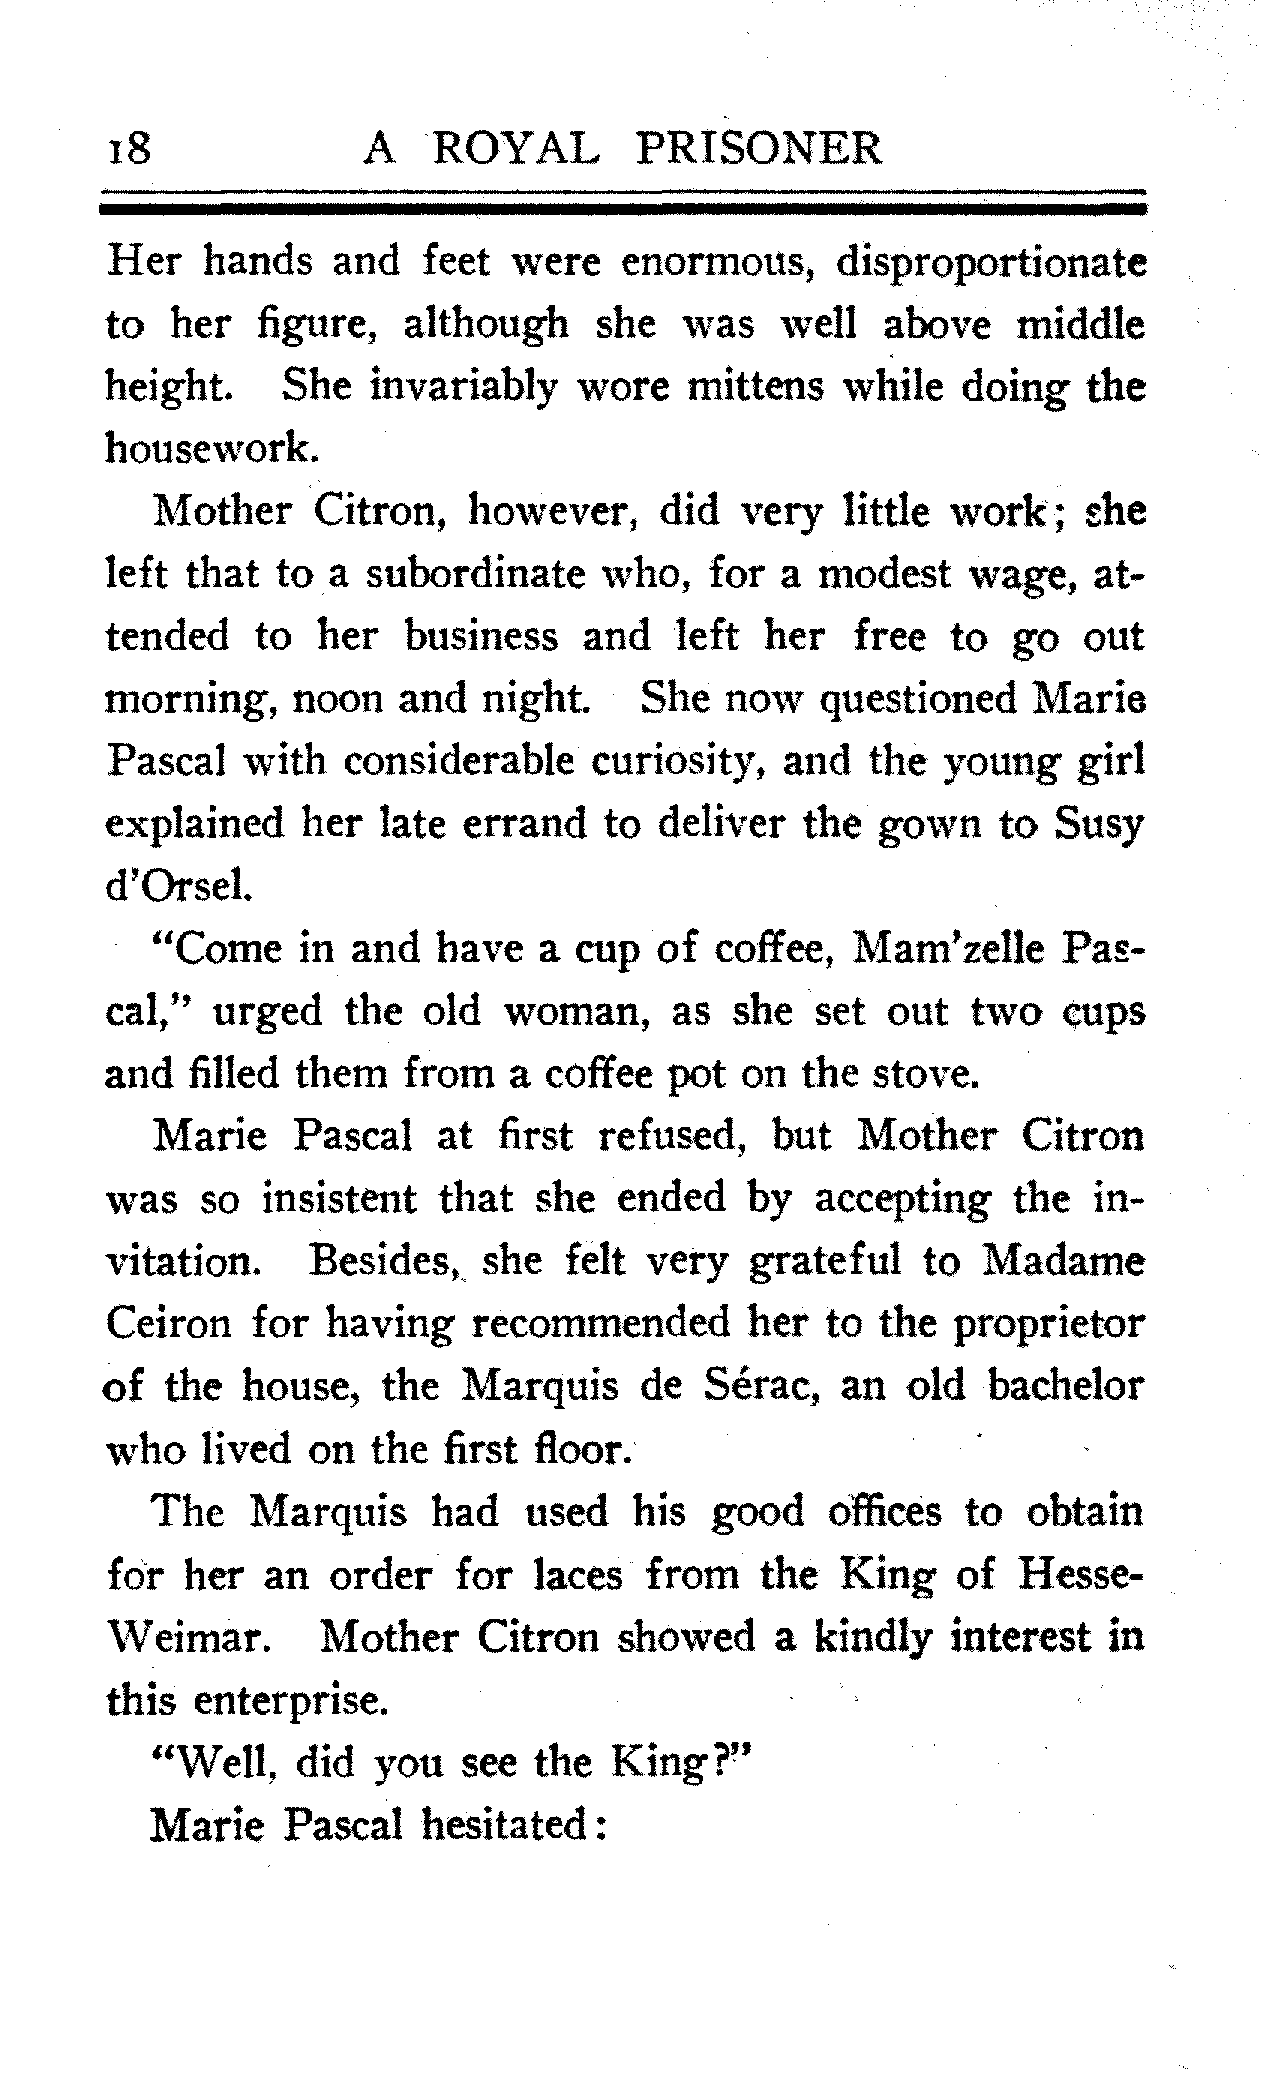 18 A ROYAL PRISONER
Her hands and feet were enormous, disproportionate
to her figure, although she was well above middle
height. She invariably wore mittens while doing the
housework.
Mother Citron, however, did very little work; she
left that to a subordinate who, for a modest wage, at-
tended to her business and left her free to go out
morning, noon and night. She now questioned Marie
Pascal with considerable curiosity, and the young girl
explained her late errand to deliver the gown to Susy
d'Orsel.
"Come in and have a cup of coffee, Mam'zelle Pas-
cal," urged the old woman, as she set out two cups
and filled them from a coffee pot on the stove.
Marie Pascal at first refused, but Mother Citron
was so insistent that she ended by accepting the in-
vitation. Besides, she felt very grateful to Madame
Ceiron for having recommended her to the proprietor
of the house, the Marquis de Sérac, an old bachelor
who lived on the first floor.
The Marquis had used his good offices to obtain
for her an order for laces from the King of Hesse-
Weimar. Mother Citron showed a kindly interest in
this enterprise.
"Well, did you see the King?"
Marie Pascal hesitated: